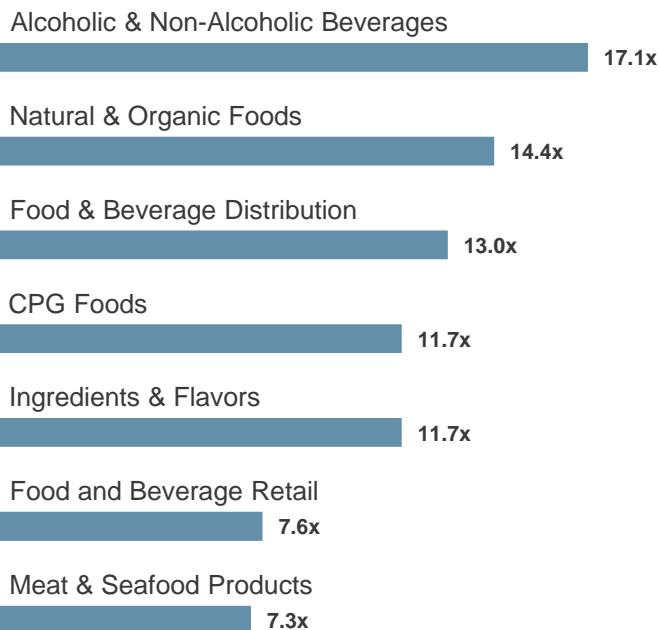 Alcoholic & Non-Alcoholic Beverages
17.1x
Natural & Organic Foods
14.4x
Food & Beverage Distribution
13.0x
CPG Foods
11.7x
Ingredients & Flavors
11.7x
Food and Beverage Retail
7.6x
Meat & Seafood Products
7.3x